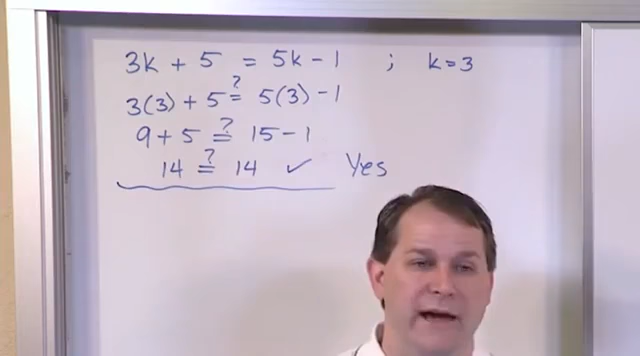 3k + 5 = 5k - 1 ; k = 3
3(3) + 5 ≟ 5(3) - 1
9 + 5 ≟ 15 - 1
14 ≟ 14 ✓ Yes